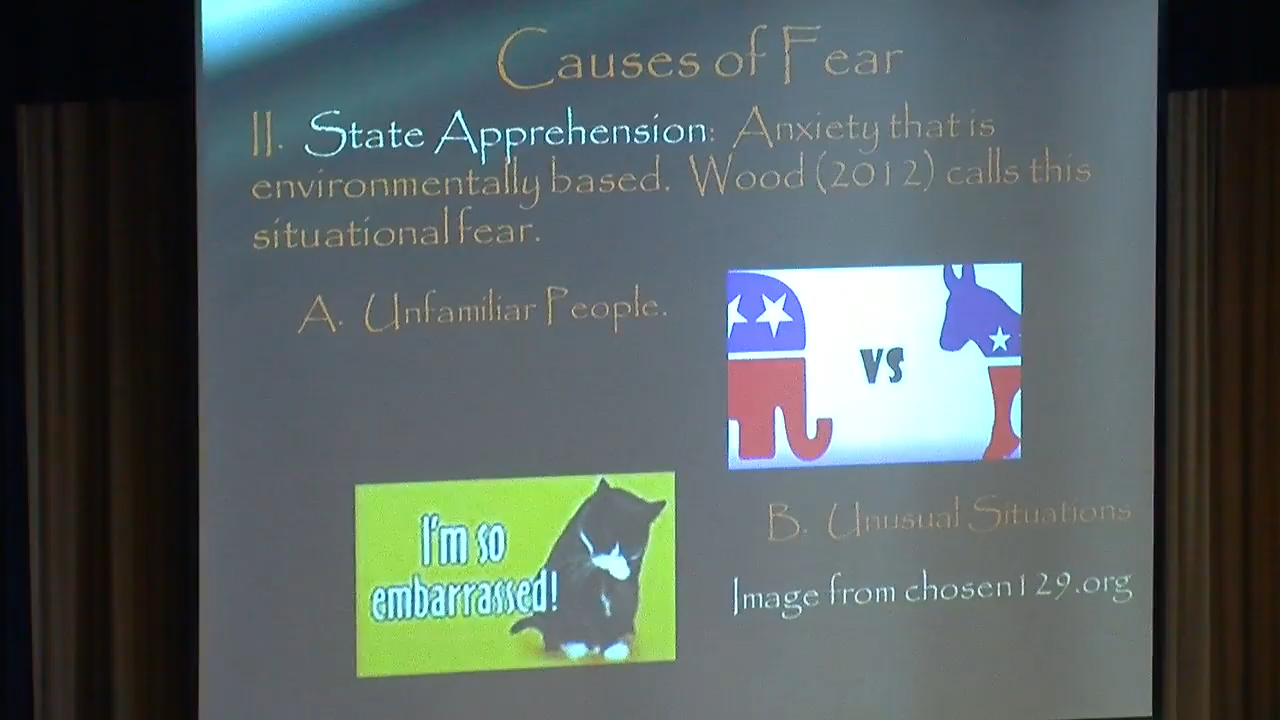 Causes of Fear
II. State Apprehension: Anxiety that is
environmentally based. Wood (2012) calls this
situational fear.
A. Unfamiliar People.
VS
I'm so
embarrassed!
B. Unusual Situations
Image from chosen129.org